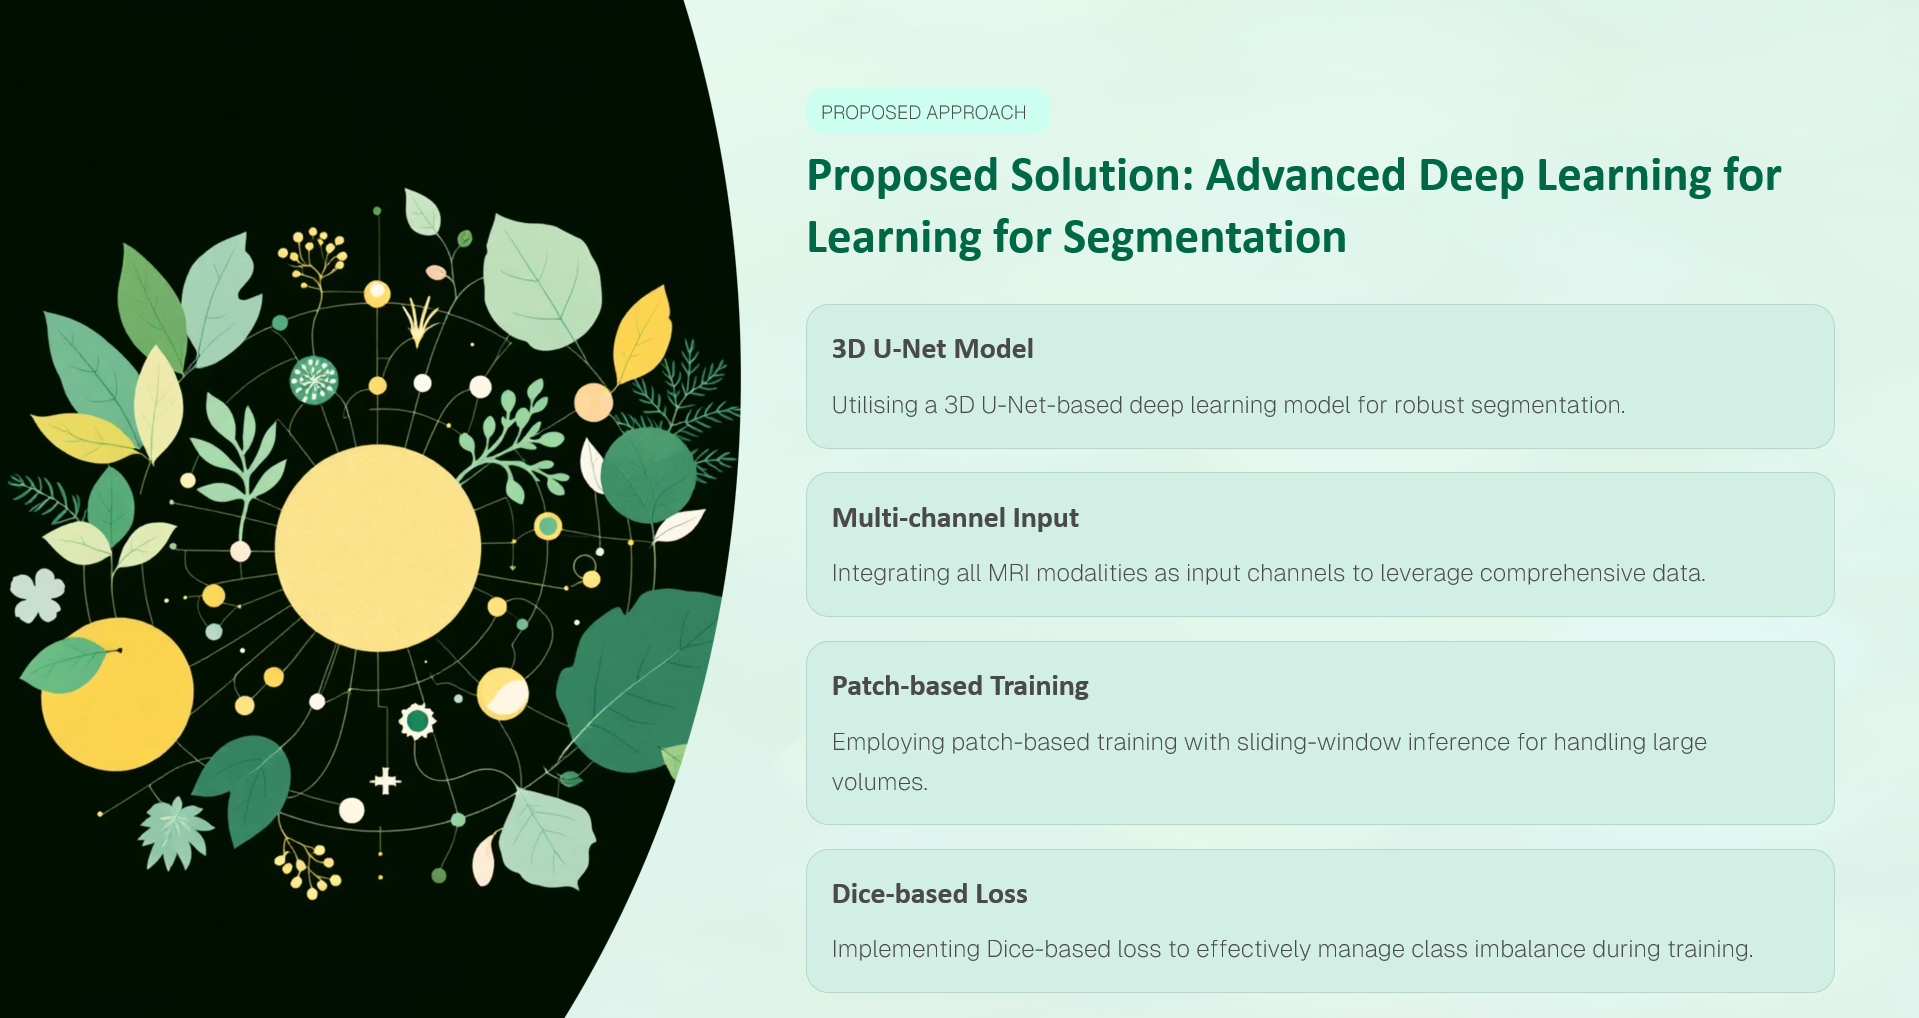 PROPOSED APPROACH
Proposed Solution: Advanced Deep Learning for
Learning for Segmentation
3D U-Net Model
Utilising a 3D U-Net-based deep learning model for robust segmentation.
Multi-channel Input
Integrating all MRI modalities as input channels to leverage comprehensive data.
Patch-based Training
Employing patch-based training with sliding-window inference for handling large
volumes.
Dice-based Loss
Implementing Dice-based loss to effectively manage class imbalance during training.